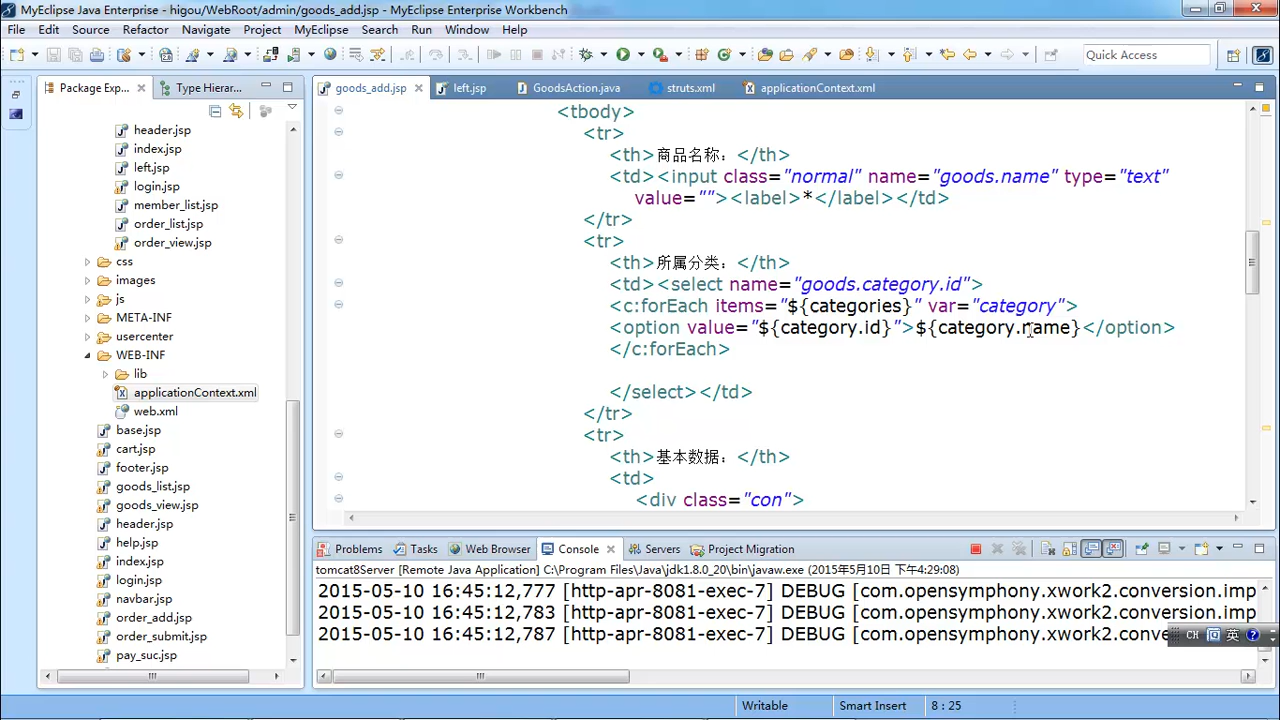 MyEclipse Java Enterprise - higou/WebRoot/admin/goods_add.jsp - MyEclipse Enterprise Workbench
File Edit Source Refactor Navigate Search Project MyEclipse Search Run Window Help
Quick Access
Package Exp... Type Hierar...
goods_add.jsp left.jsp GoodsAction.java struts.xml applicationContext.xml
header.jsp
index.jsp
left.jsp
login.jsp
member_list.jsp
order_list.jsp
order_view.jsp
css
images
js
META-INF
usercenter
WEB-INF
lib
applicationContext.xml
web.xml
base.jsp
cart.jsp
footer.jsp
goods_list.jsp
goods_view.jsp
header.jsp
help.jsp
index.jsp
login.jsp
navbar.jsp
order_add.jsp
order_submit.jsp
pay_suc.jsp
<tbody>
<tr>
<th>商品名称：</th>
<td><input class="normal" name="goods.name" type="text"
value=""><label>*</label></td>
</tr>
<tr>
<th>所属分类：</th>
<td><select name="goods.category.id">
<c:forEach items="${categories}" var="category">
<option value="${category.id}">${category.name}</option>
</c:forEach>
</select></td>
</tr>
<tr>
<th>基本数据：</th>
<td>
<div class="con">
Problems Tasks Web Browser Console Servers Project Migration
tomcat8Server [Remote Java Application] C:\Program Files\Java\jdk1.8.0_20\bin\javaw.exe (2015年5月10日 下午4:29:08)
2015-05-10 16:45:12,777 [http-apr-8081-exec-7] DEBUG [com.opensymphony.xwork2.conversion.imp
2015-05-10 16:45:12,783 [http-apr-8081-exec-7] DEBUG [com.opensymphony.xwork2.conversion.imp
2015-05-10 16:45:12,787 [http-apr-8081-exec-7] DEBUG [com.opensymphony.xwork2.conve
CH 英
Writable Smart Insert 8 : 25